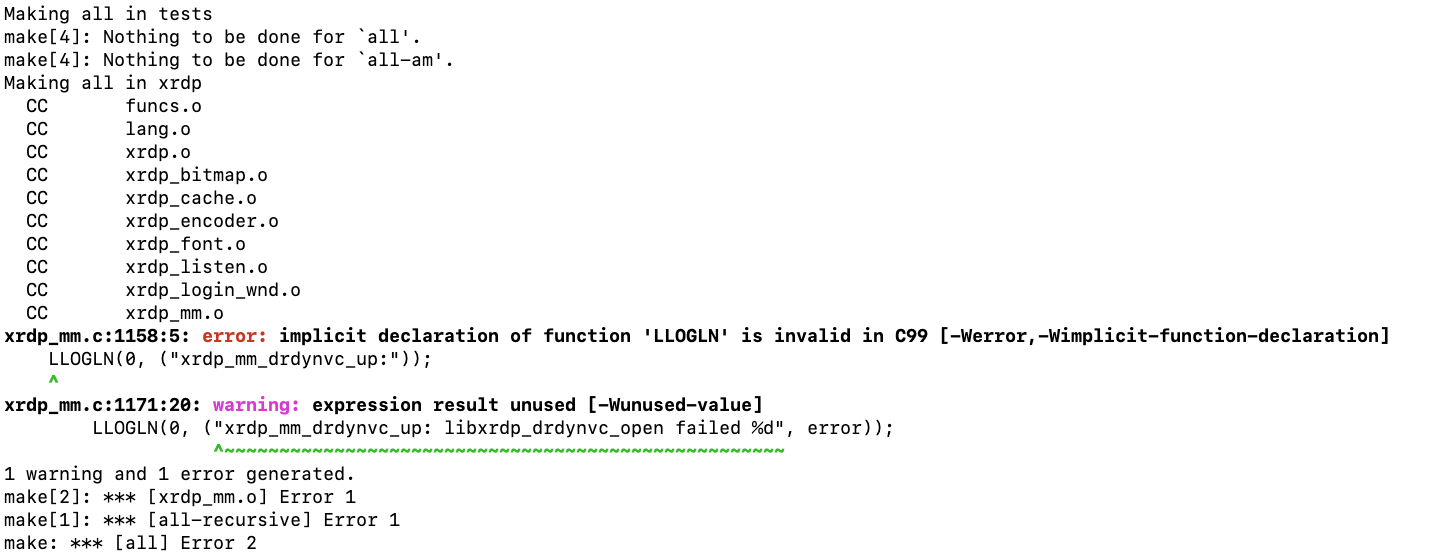 Making all in tests
make[4]: Nothing to be done for `all'.
make[4]: Nothing to be done for `all-am'.
Making all in xrdp
  CC       funcs.o
  CC       lang.o
  CC       xrdp.o
  CC       xrdp_bitmap.o
  CC       xrdp_cache.o
  CC       xrdp_encoder.o
  CC       xrdp_font.o
  CC       xrdp_listen.o
  CC       xrdp_login_wnd.o
  CC       xrdp_mm.o
xrdp_mm.c:1158:5: error: implicit declaration of function 'LLOGLN' is invalid in C99 [-Werror,-Wimplicit-function-declaration]
    LLOGLN(0, ("xrdp_mm_drdynvc_up:"));
    ^
xrdp_mm.c:1171:20: warning: expression result unused [-Wunused-value]
        LLOGLN(0, ("xrdp_mm_drdynvc_up: libxrdp_drdynvc_open failed %d", error));
                   ^~~~~~~~~~~~~~~~~~~~~~~~~~~~~~~~~~~~~~~~~~~~~~~~~~~~
1 warning and 1 error generated.
make[2]: *** [xrdp_mm.o] Error 1
make[1]: *** [all-recursive] Error 1
make: *** [all] Error 2